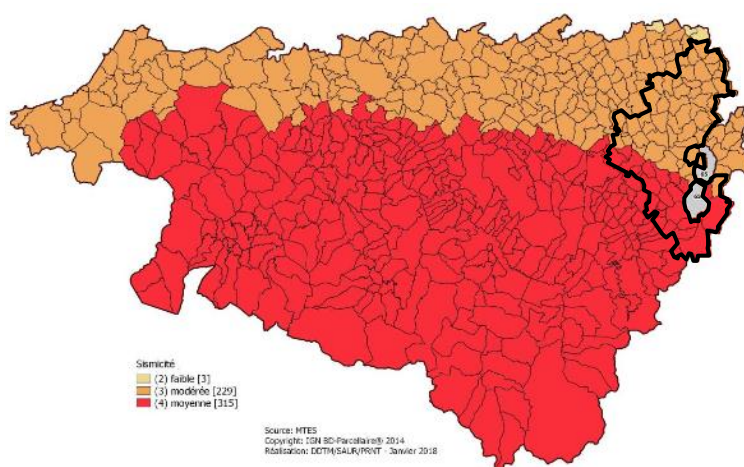 65
Sismicité
(2) faible [3]
(3) modérée [229]
(4) moyenne [315]
Source: MTES
Copyright: IGN BD-Parcellaire® 2014
Réalisation: DDTM/SAUR/PRNT - Janvier 2018